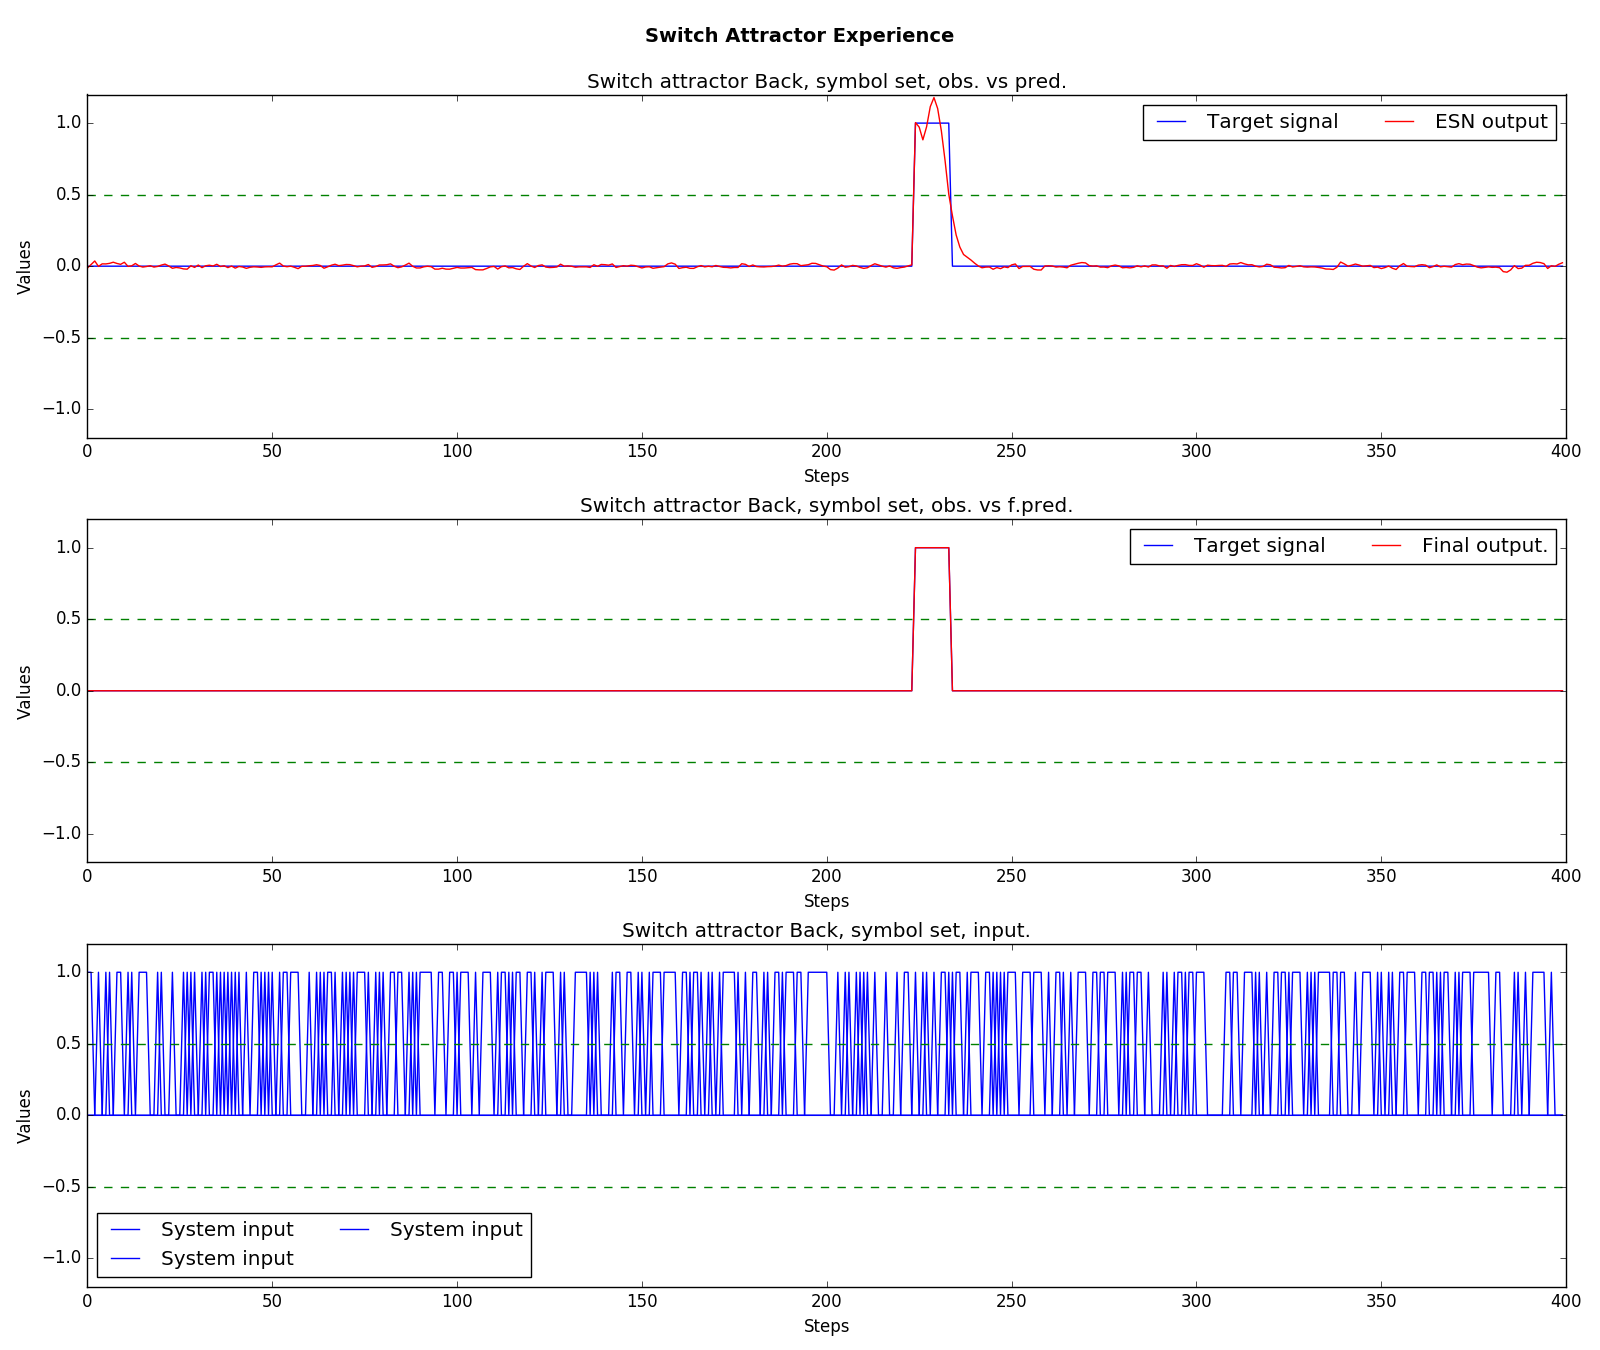 Switch Attractor Experience
Switch attractor Back, symbol set, obs. vs pred.
Target signal ESN output
1.0
0.5
0.0
−0.5
−1.0
Values
0 50 100 150 200 250 300 350 400
Steps
Switch attractor Back, symbol set, obs. vs f.pred.
Target signal Final output.
1.0
0.5
0.0
−0.5
−1.0
Values
0 50 100 150 200 250 300 350 400
Steps
Switch attractor Back, symbol set, input.
1.0
0.5
0.0
−0.5
−1.0
Values
System input System input
System input
0 50 100 150 200 250 300 350 400
Steps